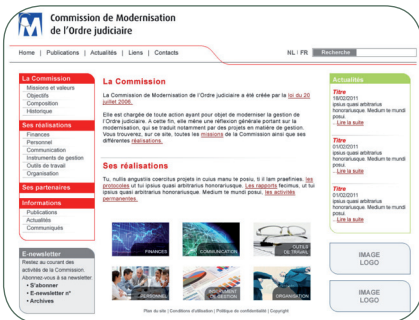 Commission de Modernisation
de l'Ordre judiciaire
Home | Publications | Actualités | Liens | Contacts
NL | FR
Recherche
La Commission
Missions et valeurs
Objectifs
Composition
Historique
Ses réalisations
Finances
Personnel
Communication
Instruments de gestion
Outils de travail
Organisation
Ses partenaires
Informations
Publications
Actualités
Communiqués
E-newsletter
Restez au courant des
activités de la Commission.
Abonnez-vous à sa newsletter.
• S'abonner
• E-newsletter n°
• Archives
La Commission
La Commission de Modernisation de l'Ordre judiciaire a été créée par la loi du 20
juillet 2006.
Elle est chargée de toute action ayant pour objet de moderniser la gestion de
l'Ordre judiciaire. A cette fin, elle mène une réflexion générale portant sur la
modernisation, qui se traduit notamment par des projets en matière de gestion.
Vous trouverez, sur ce site, toutes les missions de la Commission ainsi que ses
différentes réalisations.
Ses réalisations
Tu, nullis angustiis coercitus projets in cuius manu te posiu, ti il lam praefinies. les
protocoles ut tui ipsius quasi arbitrarius honorariusque. Les rapports fecimus, ut tui
ipsius quasi arbitrarius honorariusque. Medium te mundi posui, les activités
permanentes.
FINANCES
COMMUNICATION
OUTILS
DE TRAVAIL
PERSONNEL
INSTRUMENT
DE GESTION
ORGANISATION
Plan du site | Conditions d'utilisation | Politique de confidentialité | Copyright
Actualités
Titre
18/02/2011
ipsius quasi arbitrarius
honorariusque. Medium te mundi
posui.
...Lire la suite
Titre
01/02/2011
ipsius quasi arbitrarius
honorariusque. Medium te mundi
posui.
...Lire la suite
Titre
01/02/2011
ipsius quasi arbitrarius
honorariusque. Medium te mundi
posui.
...Lire la suite
IMAGE
LOGO
IMAGE
LOGO